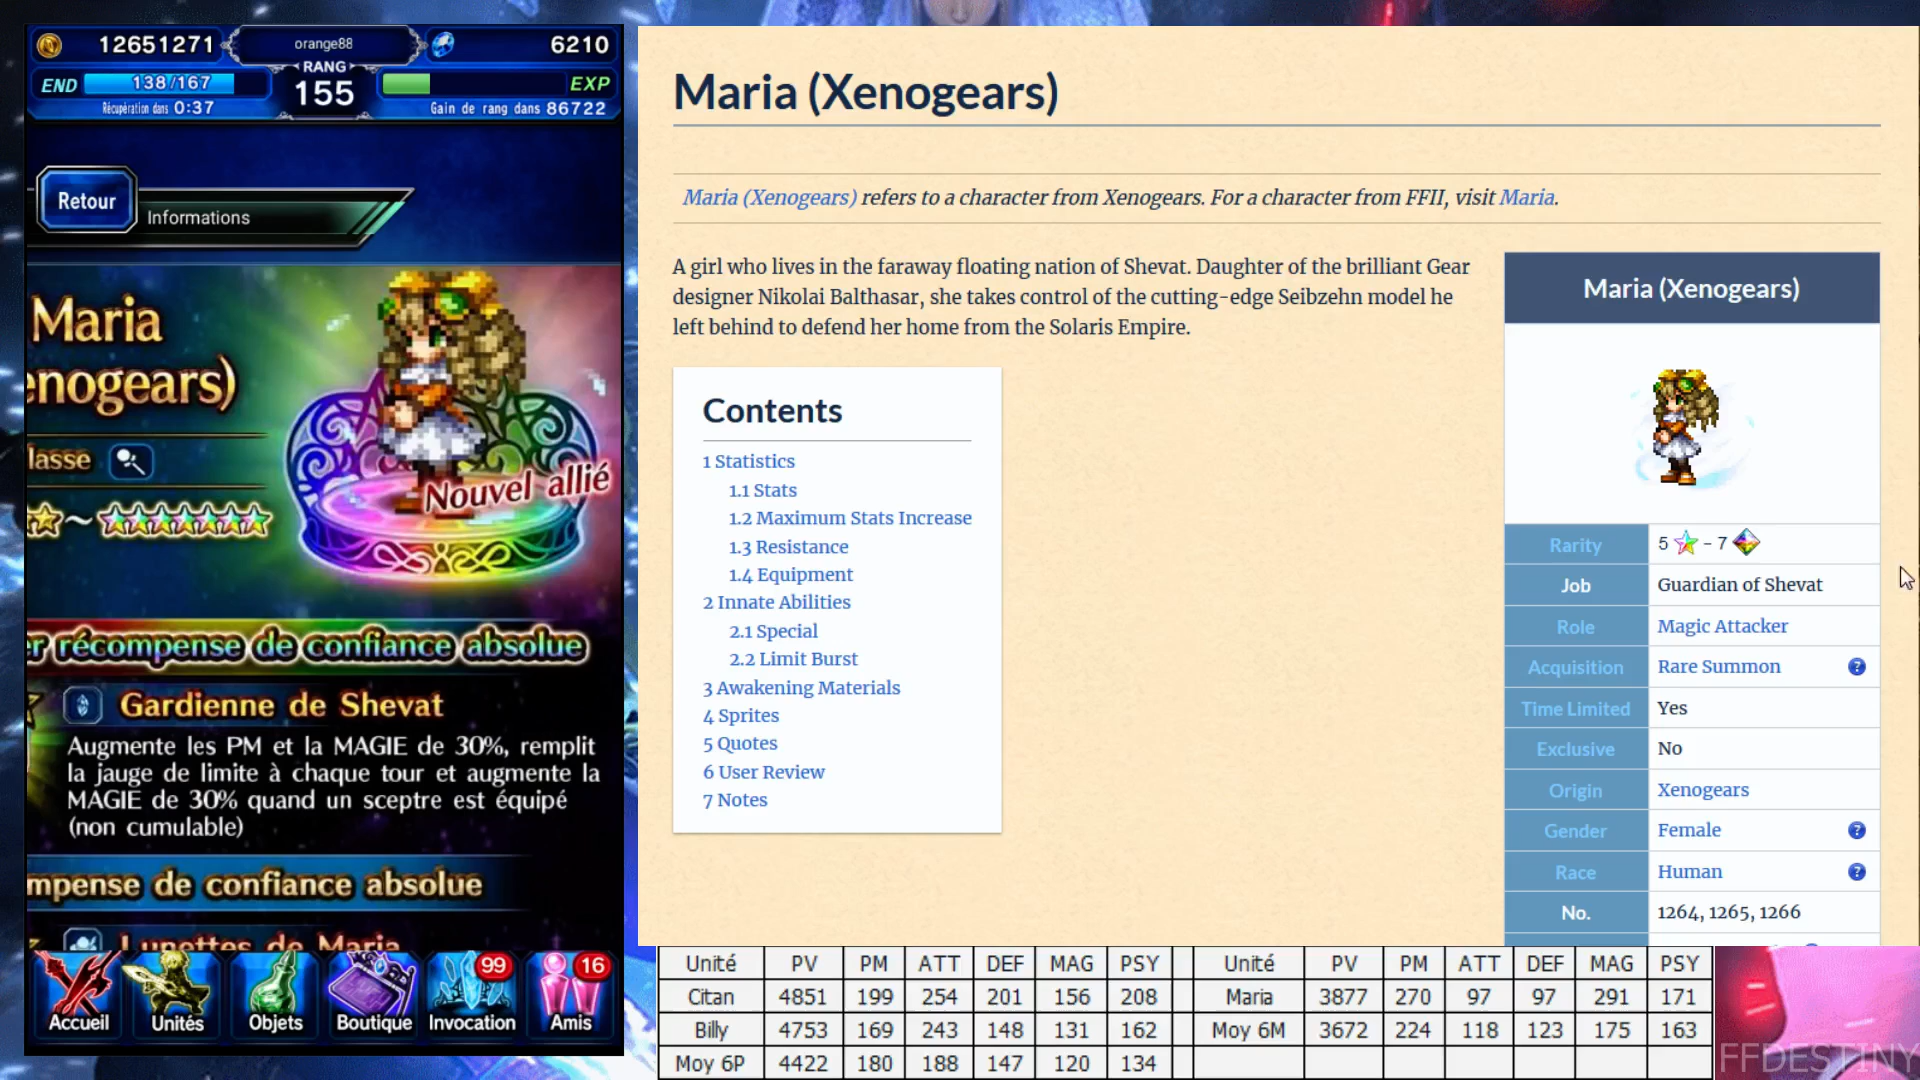 12651271
orange88
6210
END
138/167
Récupération dans 0:37
RANG
155
EXP
Gain de rang dans 86722
Retour
Informations
Maria
enogears)
lasse
Nouvel allié
er récompense de confiance absolue
Gardienne de Shevat
Augmente les PM et la MAGIE de 30%, remplit
la jauge de limite à chaque tour et augmente la
MAGIE de 30% quand un sceptre est équipé
(non cumulable)
mpense de confiance absolue
Lunettes de Maria
99
16
Accueil
Unités
Objets
Boutique
Invocation
Amis
Maria (Xenogears)
Maria (Xenogears) refers to a character from Xenogears. For a character from FFII, visit Maria.
A girl who lives in the faraway floating nation of Shevat. Daughter of the brilliant Gear
designer Nikolai Balthasar, she takes control of the cutting-edge Seibzehn model he
left behind to defend her home from the Solaris Empire.
Contents
1 Statistics
1.1 Stats
1.2 Maximum Stats Increase
1.3 Resistance
1.4 Equipment
2 Innate Abilities
2.1 Special
2.2 Limit Burst
3 Awakening Materials
4 Sprites
5 Quotes
6 User Review
7 Notes
Maria (Xenogears)
Rarity 5 - 7
Job Guardian of Shevat
Role Magic Attacker
Acquisition Rare Summon ?
Time Limited Yes
Exclusive No
Origin Xenogears
Gender Female ?
Race Human ?
No. 1264, 1265, 1266
Unité PV PM ATT DEF MAG PSY Unité PV PM ATT DEF MAG PSY
Citan 4851 199 254 201 156 208 Maria 3877 270 97 97 291 171
Billy 4753 169 243 148 131 162 Moy 6M 3672 224 118 123 175 163
Moy 6P 4422 180 188 147 120 134
FFDESTINY